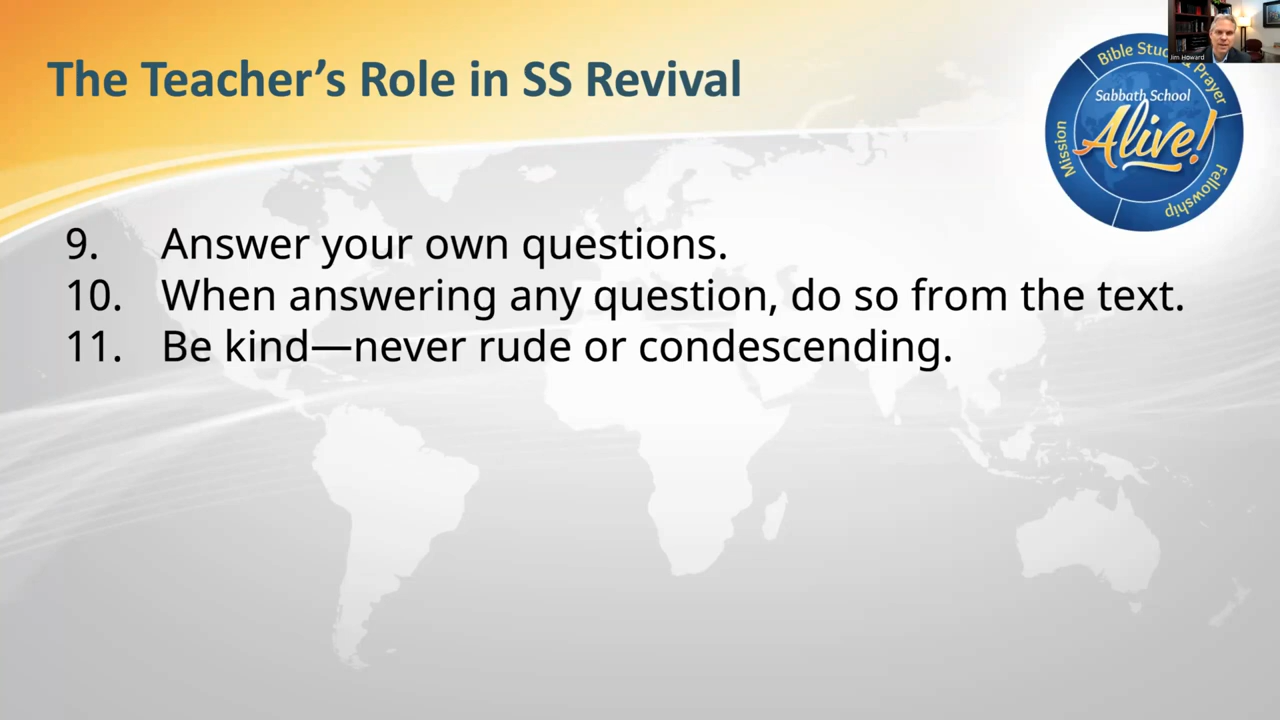 The Teacher's Role in SS Revival
Bible Study & Prayer
Jim Howard
Sabbath School
Alive!
Mission
Fellowship
9. Answer your own questions.
10. When answering any question, do so from the text.
11. Be kind—never rude or condescending.